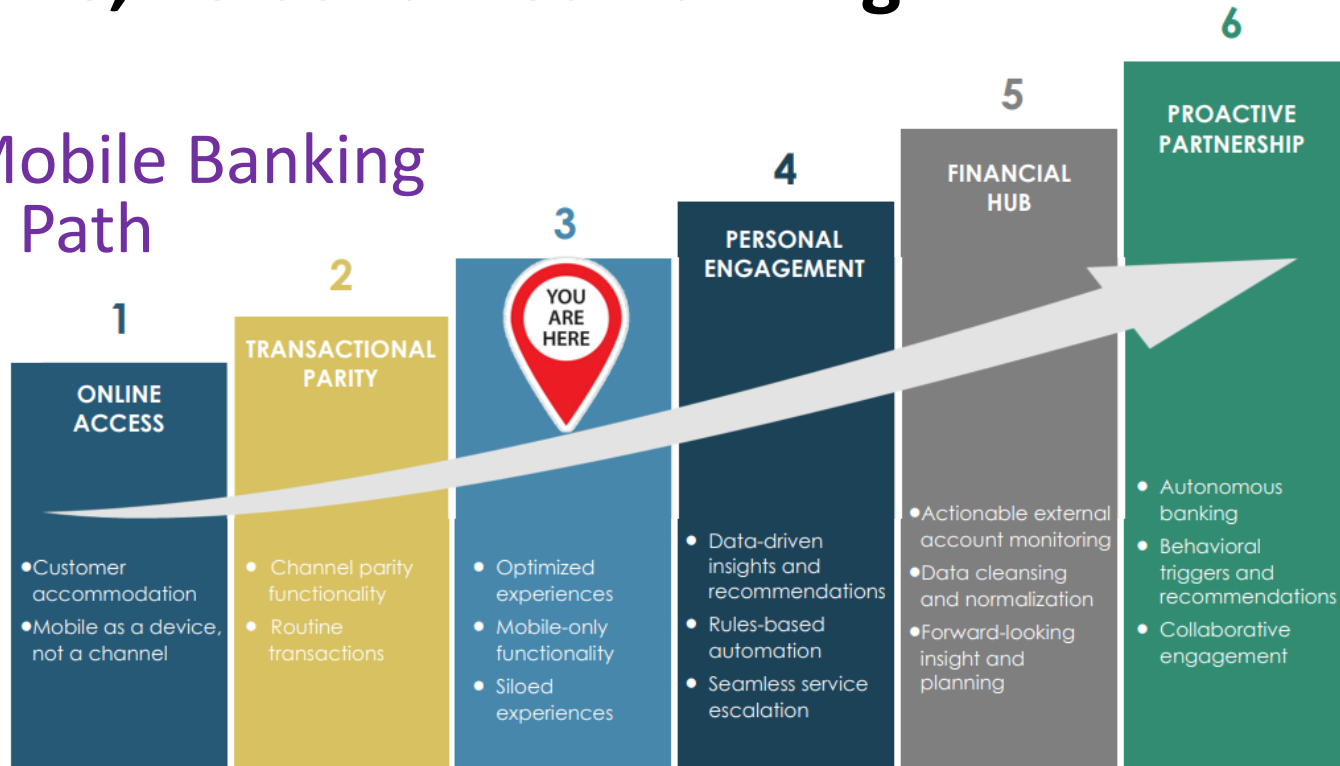 Mobile Banking
Path
1
ONLINE
ACCESS
•Customer
accommodation
•Mobile as a device,
not a channel
2
TRANSACTIONAL
PARITY
• Channel parity
functionality
• Routine
transactions
3
YOU
ARE
HERE
• Optimized
experiences
• Mobile-only
functionality
• Siloed
experiences
4
PERSONAL
ENGAGEMENT
• Data-driven
insights and
recommendations
• Rules-based
automation
• Seamless service
escalation
5
FINANCIAL
HUB
•Actionable external
account monitoring
•Data cleansing
and normalization
•Forward-looking
insight and
planning
6
PROACTIVE
PARTNERSHIP
• Autonomous
banking
• Behavioral
triggers and
recommendations
• Collaborative
engagement